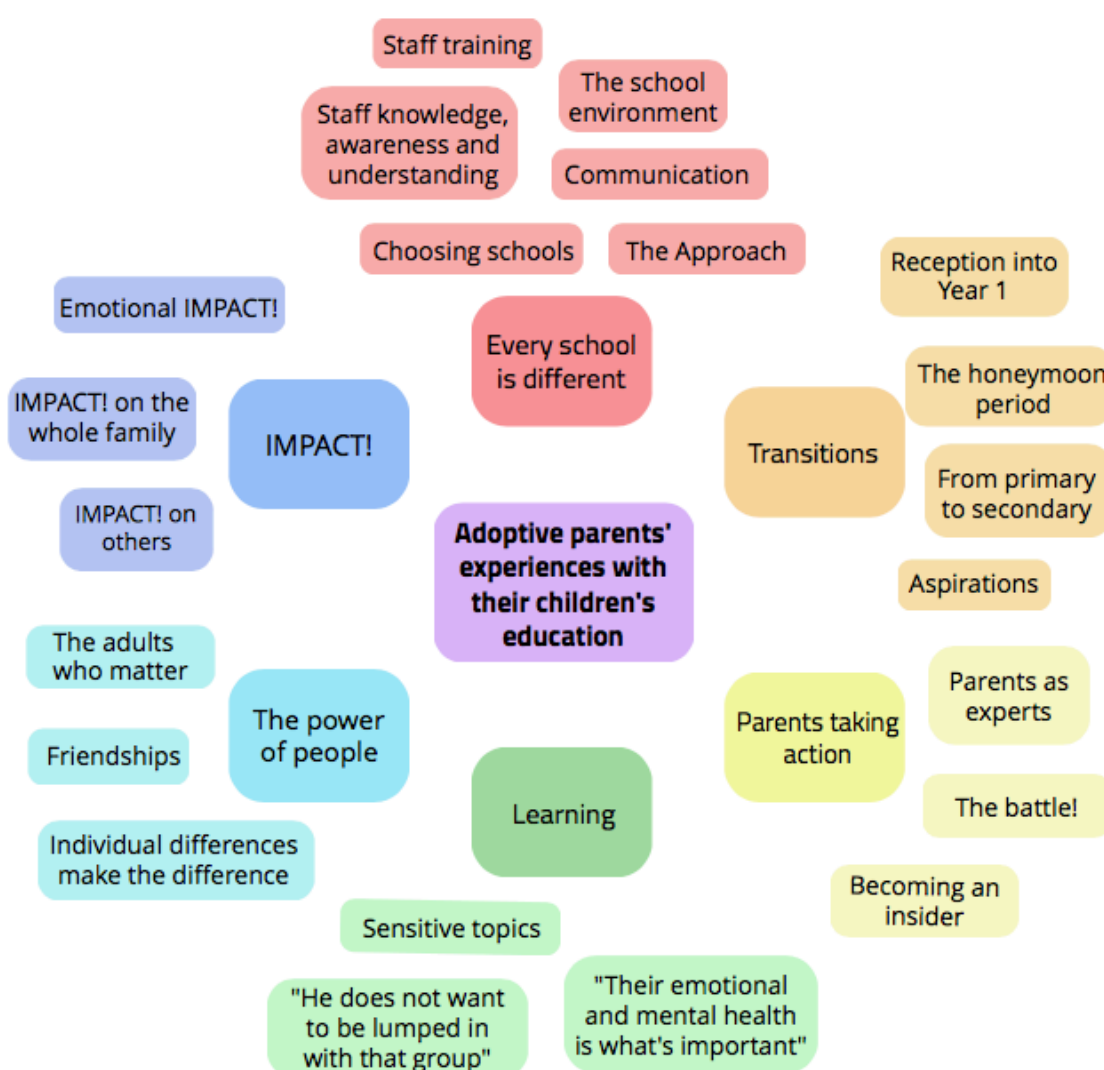 Staff training
The school
environment
Staff knowledge,
awareness and
understanding
Communication
Choosing schools
The Approach
Every school
is different
Reception into
Year 1
The honeymoon
period
From primary
to secondary
Aspirations
Transitions
Emotional IMPACT!
IMPACT! on the
whole family
IMPACT! on
others
IMPACT!
Adoptive parents'
experiences with
their children's
education
The adults
who matter
Friendships
Individual differences
make the difference
The power
of people
Parents taking
action
Parents as
experts
The battle!
Becoming an
insider
Learning
Sensitive topics
"He does not want
to be lumped in
with that group"
"Their emotional
and mental health
is what's important"